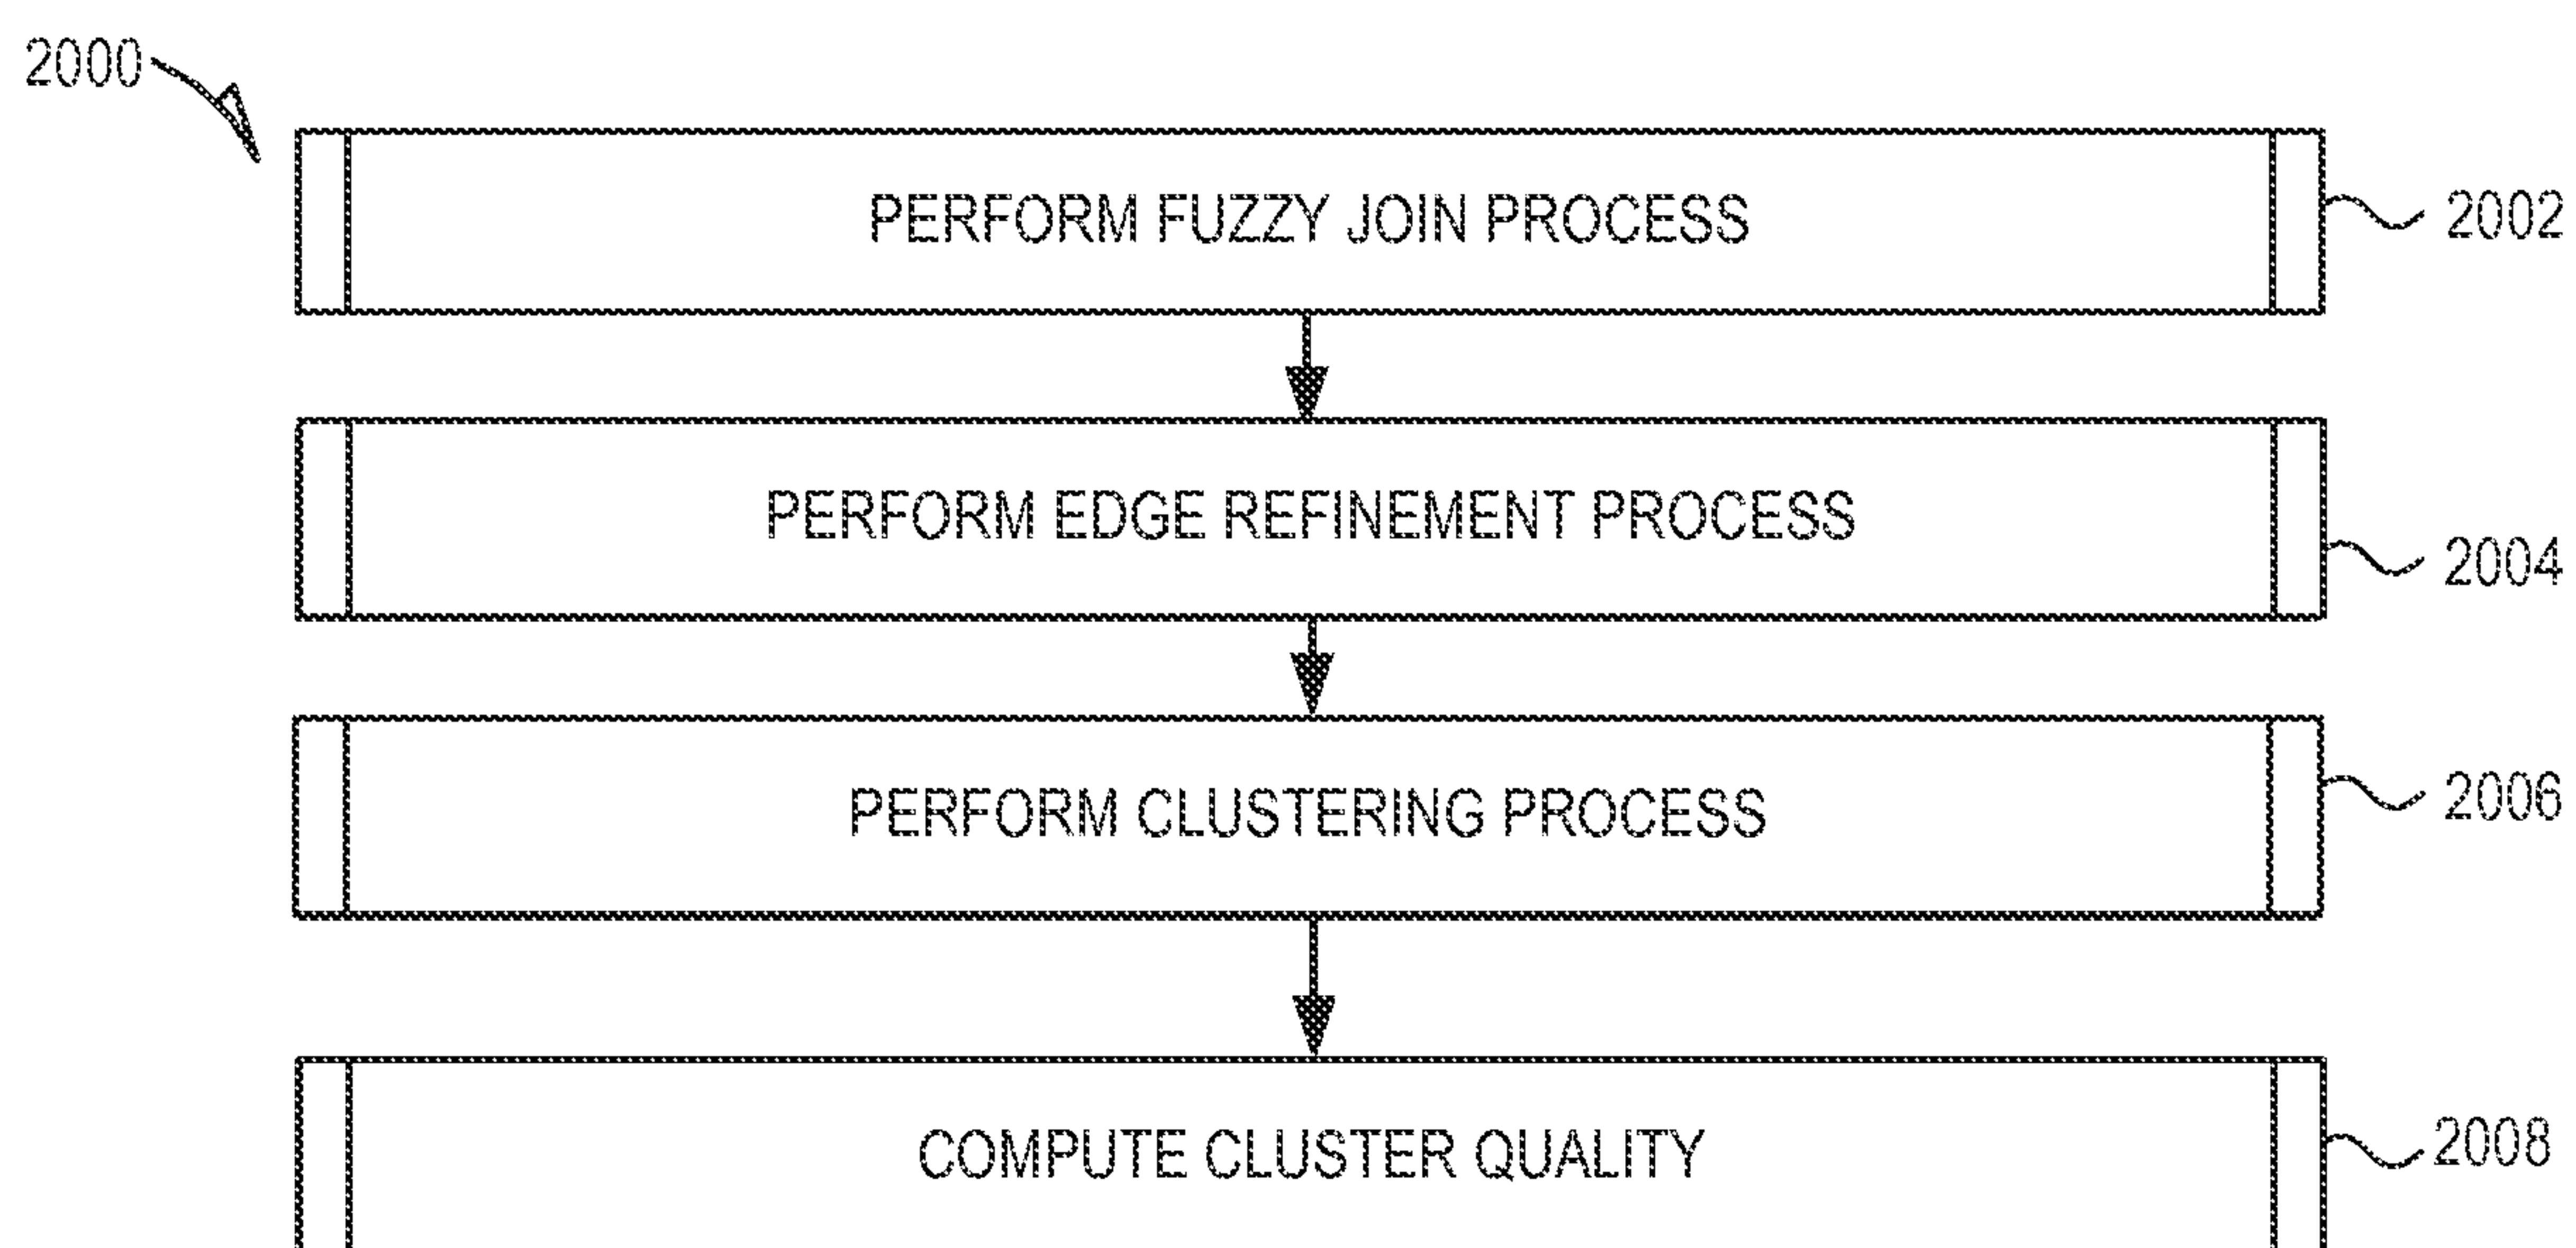 2000
PERFORM FUZZY JOIN PROCESS
2002
PERFORM EDGE REFINEMENT PROCESS
2004
PERFORM CLUSTERING PROCESS
2006
COMPUTE CLUSTER QUALITY
2008